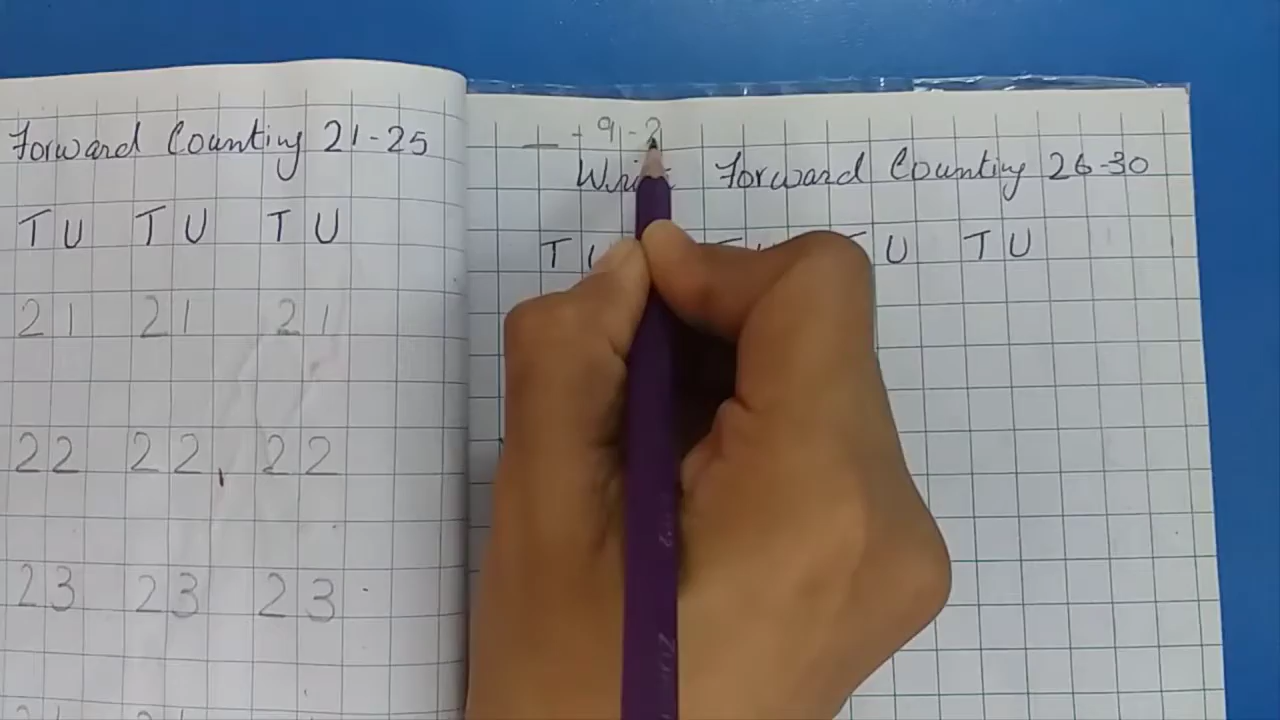 Forward Counting 21-25
T U T U T U
21 21 21
22 22 22
23 23 23
9-2
Forward Counting 26-30
T U U T U